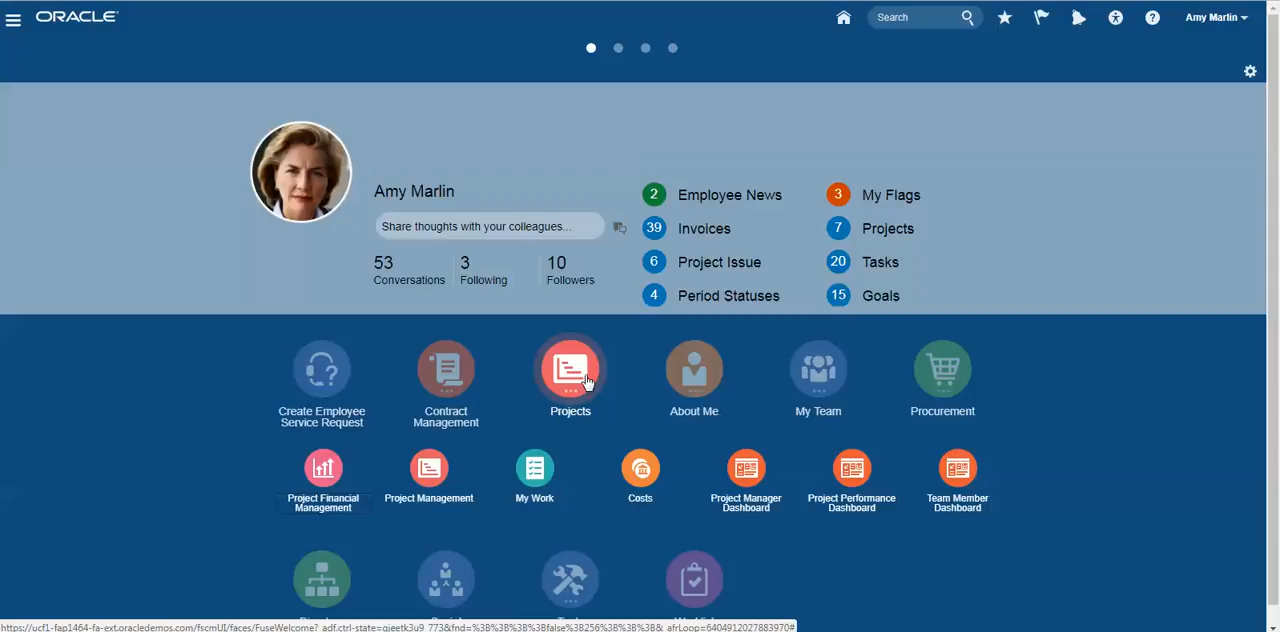 ORACLE
Search
Amy Marlin
Amy Marlin
Share thoughts with your colleagues...
53
3
10
Conversations
Following
Followers
2 Employee News
3 My Flags
39 Invoices
7 Projects
6 Project Issue
20 Tasks
4 Period Statuses
15 Goals
Create Employee
Service Request
Contract
Management
Projects
About Me
My Team
Procurement
Project Financial
Management
Project Management
My Work
Costs
Project Manager
Dashboard
Project Performance
Dashboard
Team Member
Dashboard